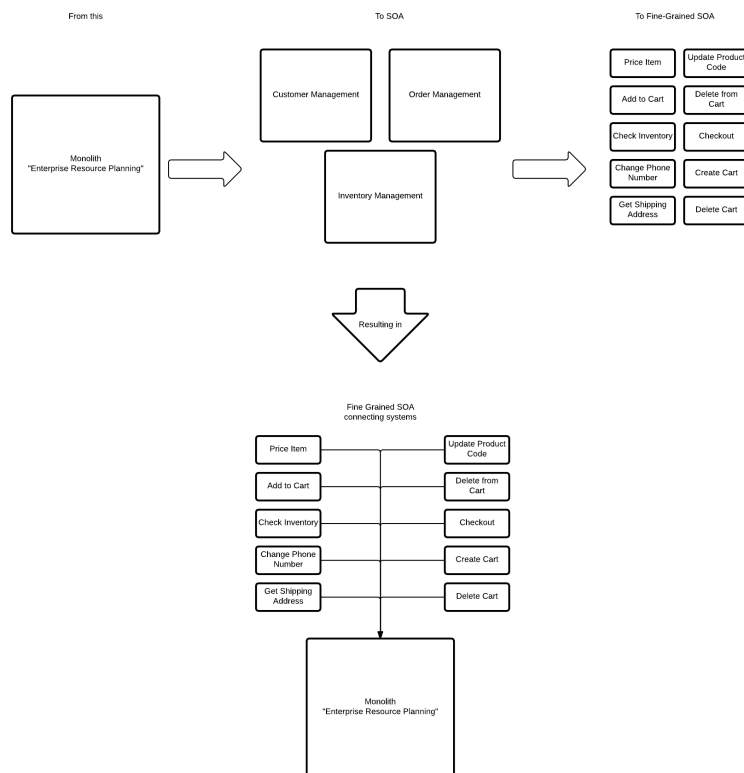 From this
To SOA
To Fine-Grained SOA
Monolith
"Enterprise Resource Planning"
Customer Management
Order Management
Inventory Management
Price Item
Update Product
Code
Add to Cart
Delete from
Cart
Check Inventory
Checkout
Change Phone
Number
Create Cart
Get Shipping
Address
Delete Cart
Resulting in
Fine Grained SOA
connecting systems
Price Item
Update Product
Code
Add to Cart
Delete from
Cart
Check Inventory
Checkout
Change Phone
Number
Create Cart
Get Shipping
Address
Delete Cart
Monolith
"Enterprise Resource Planning"